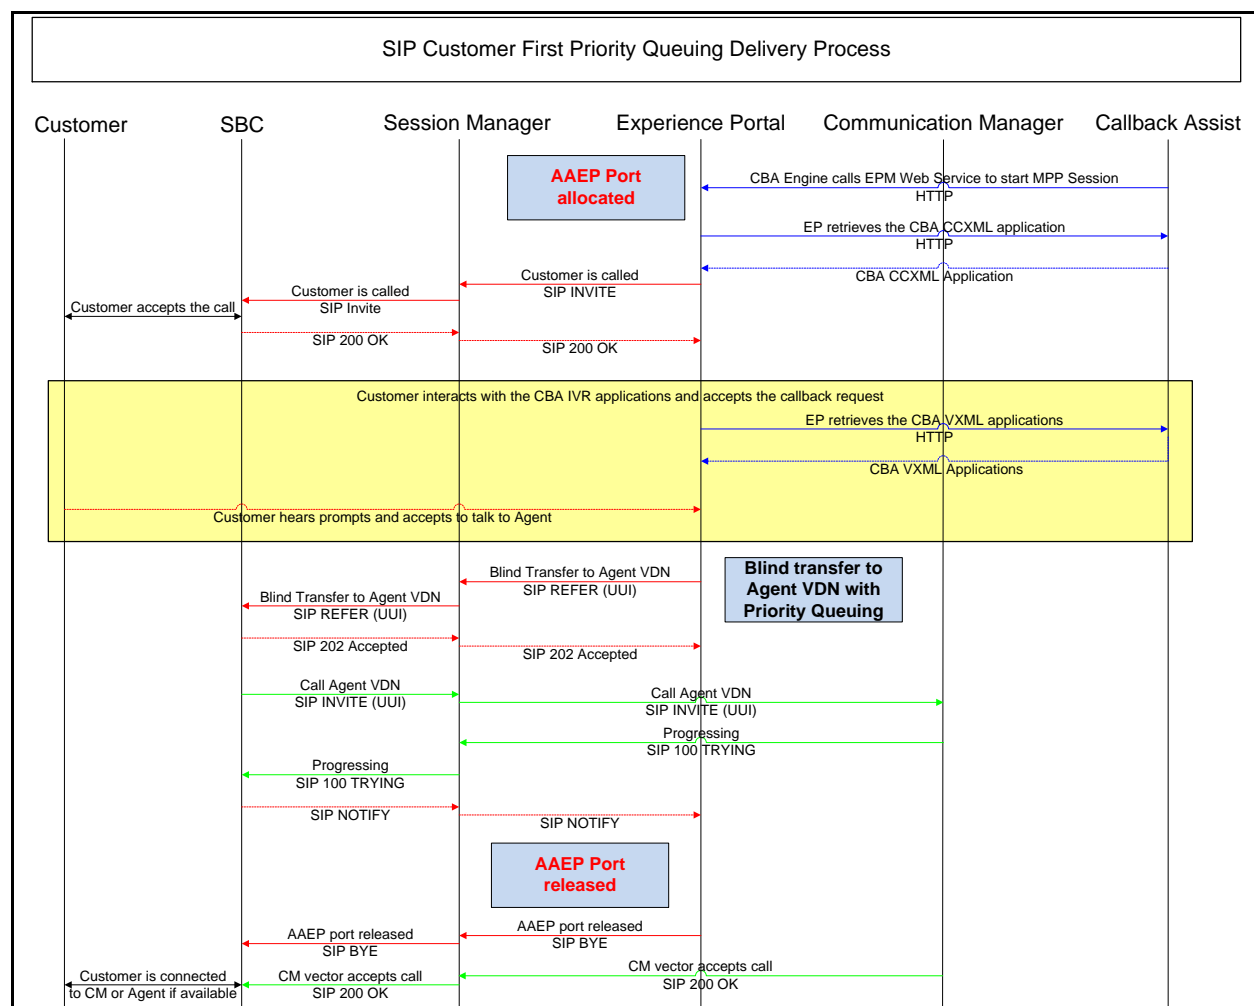 SIP Customer First Priority Queuing Delivery Process
Customer
SBC
Session Manager
Experience Portal
Communication Manager
Callback Assist
AAEP Port
allocated
CBA Engine calls EPM Web Service to start MPP Session
HTTP
EP retrieves the CBA CCXML application
HTTP
CBA CCXML Application
Customer is called
SIP INVITE
Customer is called
SIP Invite
Customer accepts the call
SIP 200 OK
SIP 200 OK
Customer interacts with the CBA IVR applications and accepts the callback request
EP retrieves the CBA VXML applications
HTTP
CBA VXML Applications
Customer hears prompts and accepts to talk to Agent
Blind transfer to
Agent VDN with
Priority Queuing
Blind Transfer to Agent VDN
SIP REFER (UUI)
Blind Transfer to Agent VDN
SIP REFER (UUI)
SIP 202 Accepted
SIP 202 Accepted
Call Agent VDN
SIP INVITE (UUI)
Call Agent VDN
SIP INVITE (UUI)
Progressing
SIP 100 TRYING
Progressing
SIP 100 TRYING
SIP NOTIFY
SIP NOTIFY
AAEP Port
released
AAEP port released
SIP BYE
AAEP port released
SIP BYE
CM vector accepts call
SIP 200 OK
CM vector accepts call
SIP 200 OK
Customer is connected
to CM or Agent if available